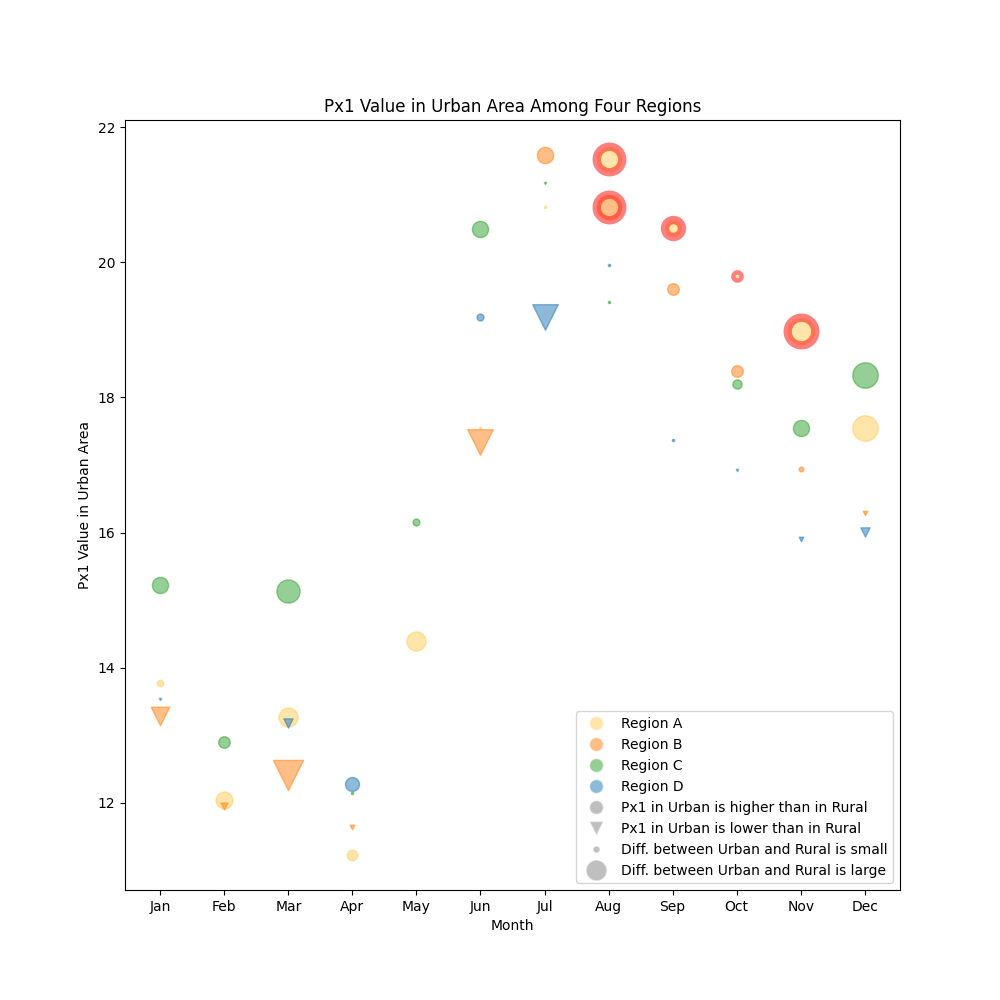 Px1 Value in Urban Area Among Four Regions
22
20
18
16
14
12
Px1 Value in Urban Area
Region A
Region B
Region C
Region D
Px1 in Urban is higher than in Rural
Px1 in Urban is lower than in Rural
Diff. between Urban and Rural is small
Diff. between Urban and Rural is large
Jan Feb Mar Apr May Jun Jul Aug Sep Oct Nov Dec
Month